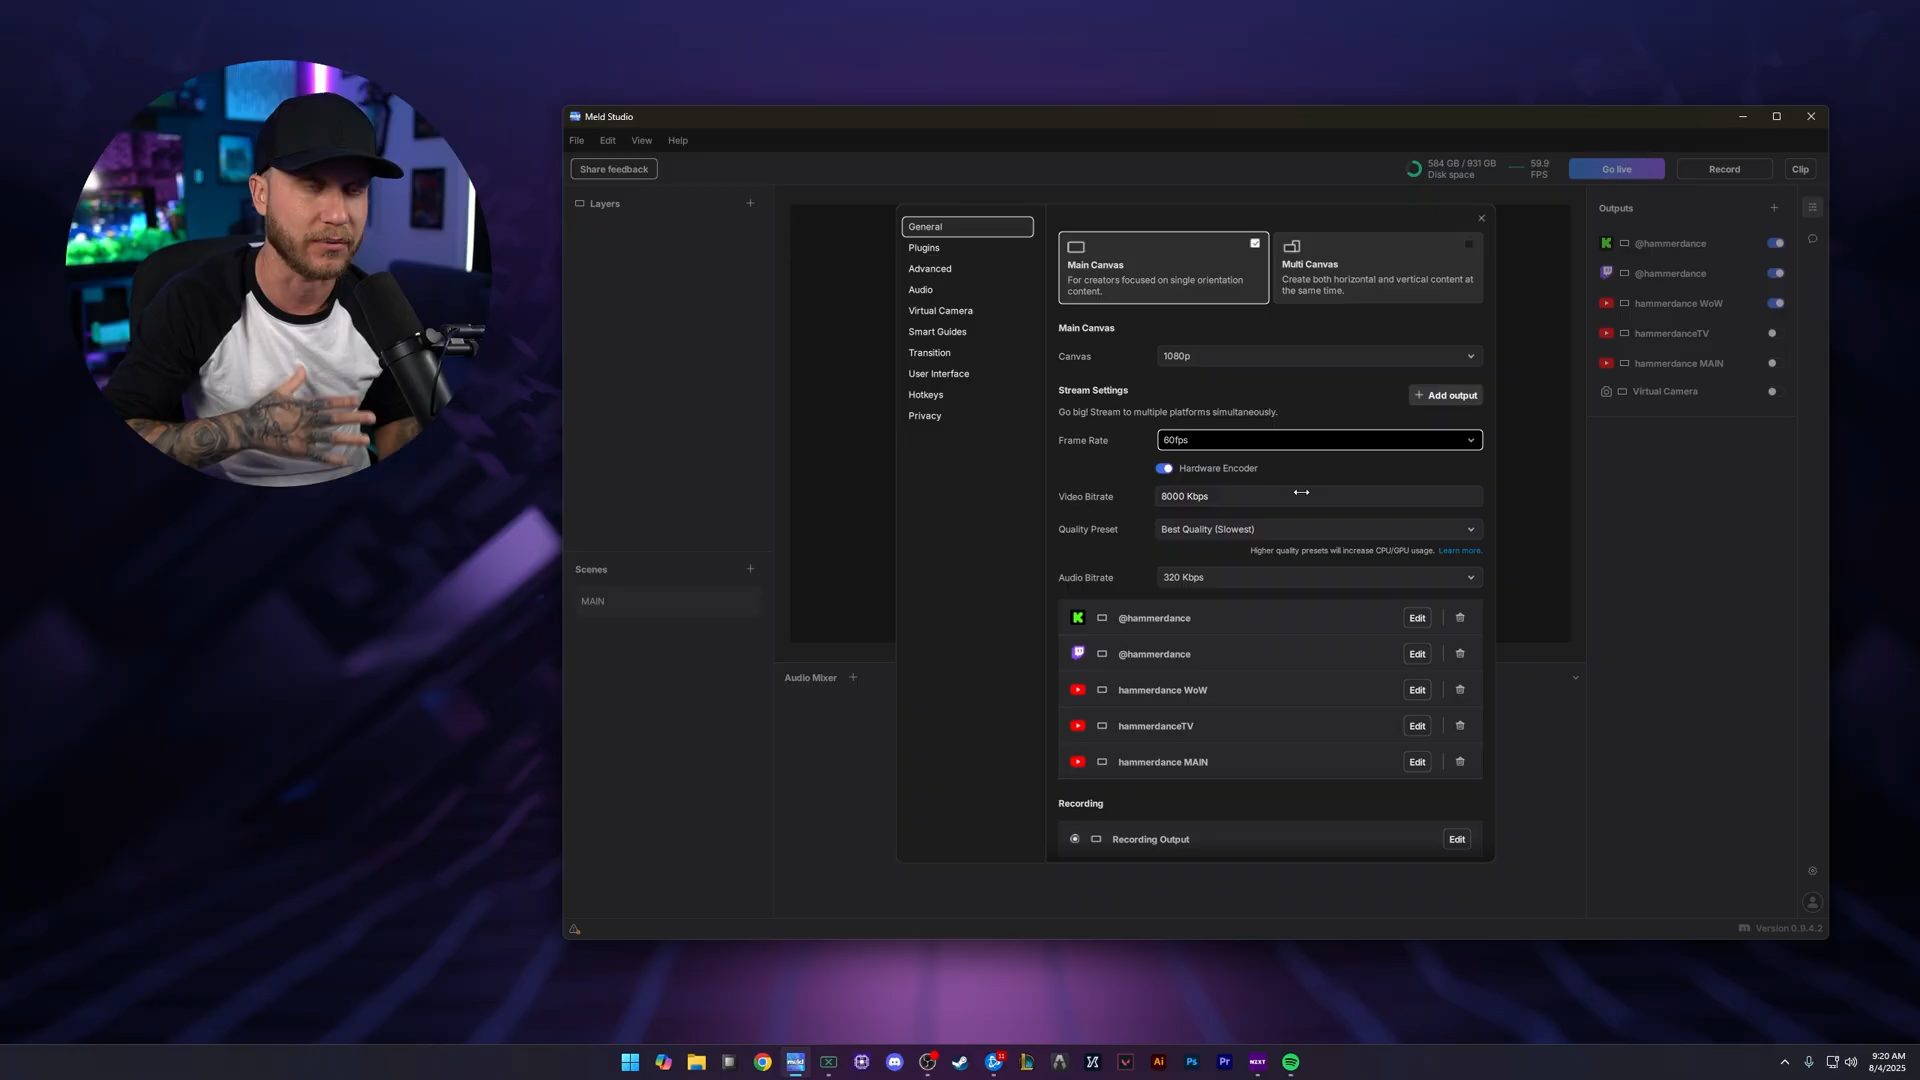 Meld Studio
File Edit View Help
Share feedback
584 GB / 931 GB
Disk space
59.9
FPS
Go live
Record
Clip
Layers
Scenes
MAIN
General
Plugins
Advanced
Audio
Virtual Camera
Smart Guides
Transition
User Interface
Hotkeys
Privacy
Main Canvas
For creators focused on single orientation
content.
Multi Canvas
Create both horizontal and vertical content at
the same time.
Main Canvas
Canvas 1080p
Stream Settings
Add output
Go big! Stream to multiple platforms simultaneously.
Frame Rate 60fps
Hardware Encoder
Video Bitrate 8000 Kbps
Quality Preset Best Quality (Slowest)
Higher quality presets will increase CPU/GPU usage. Learn more.
Audio Bitrate 320 Kbps
@hammerdance Edit
@hammerdance Edit
hammerdance WoW Edit
hammerdanceTV Edit
hammerdance MAIN Edit
Recording
Recording Output Edit
Audio Mixer
Outputs
@hammerdance
@hammerdance
hammerdance WoW
hammerdanceTV
hammerdance MAIN
Virtual Camera
Version 0.9.4.2
meld
11
Ai
Ps
Pr
NZXT
9:20 AM
8/4/2025